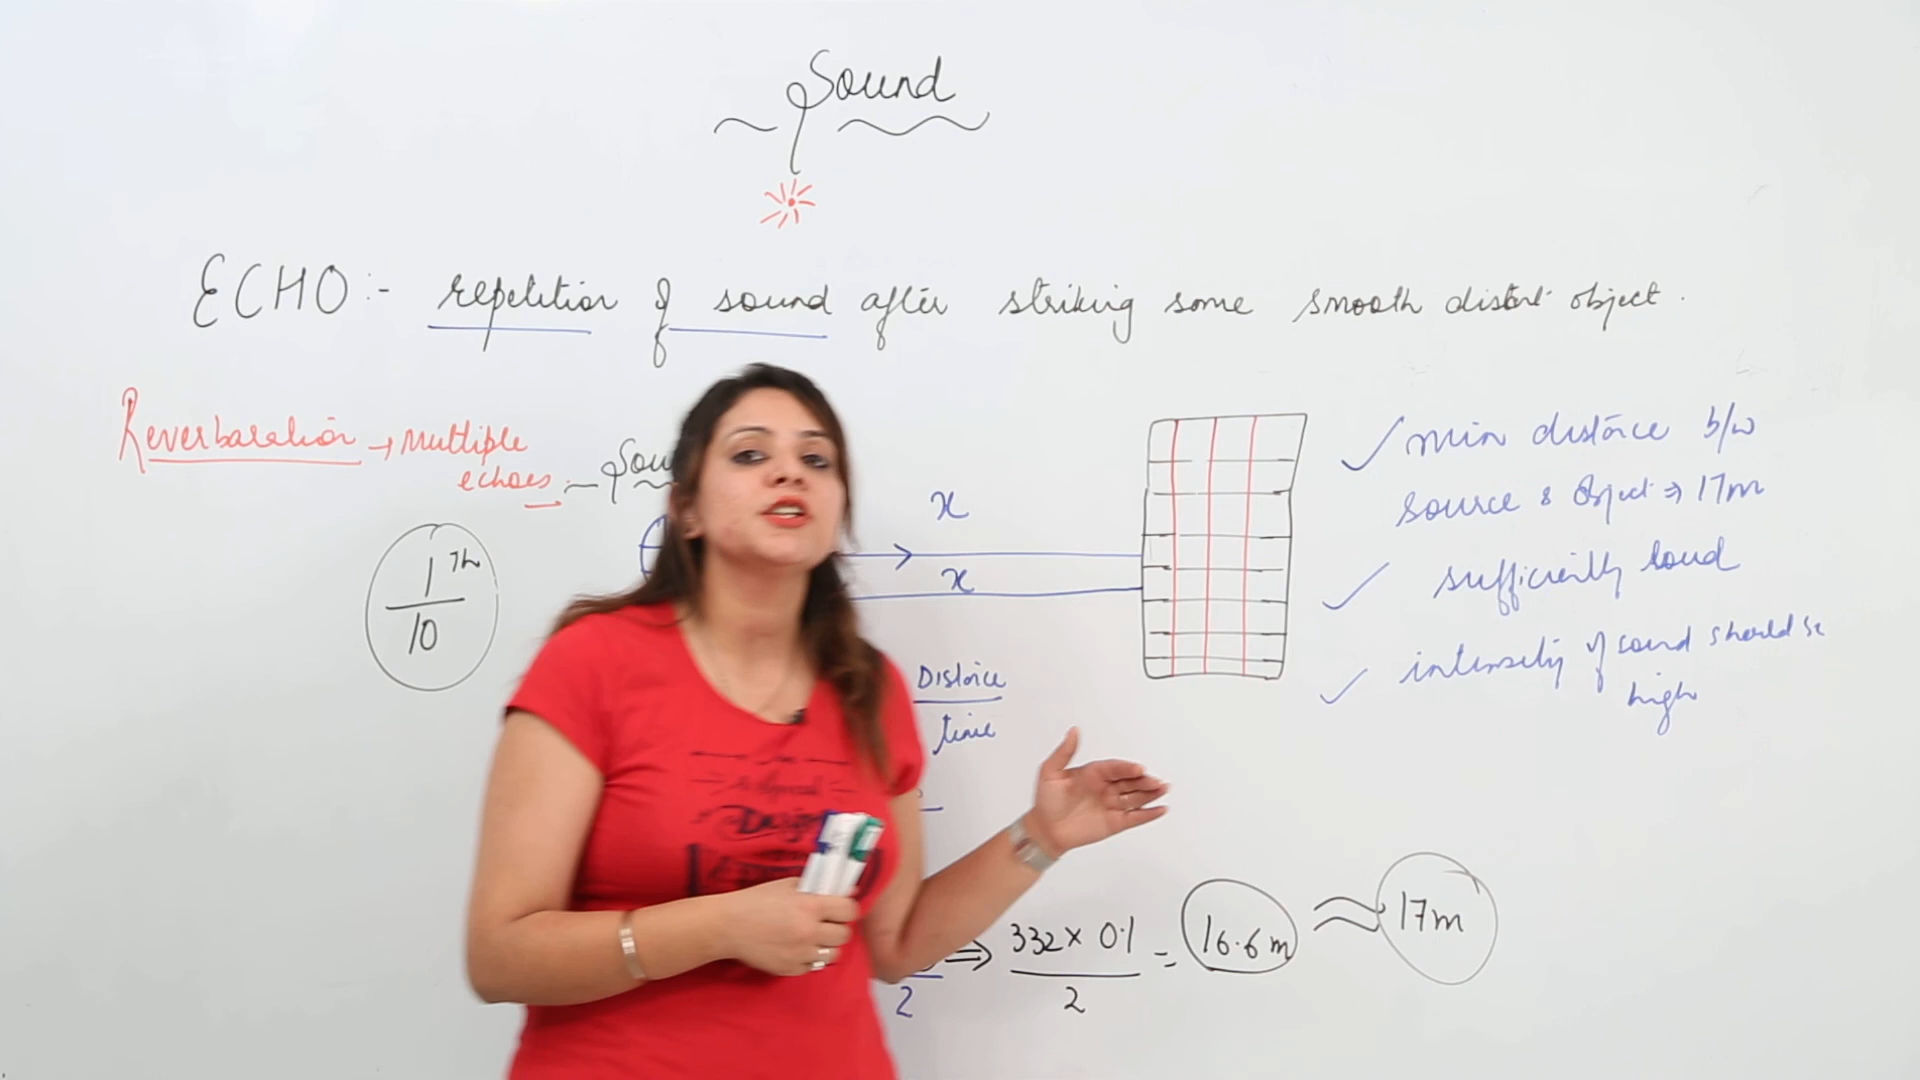 Sound
ECHO:- repetition of sound after striking some smooth distant object.
Reverbaration → Multiple
echoes.
Sou
1 Th
10
x
x
✓ min distance b/w
source & Object ⇒ 17m
✓ sufficiently loud
✓ intensity of sound should be
high
Distance
time
2
⇒ 332 × 0.1 = 16.6 m ≈ 17m
2